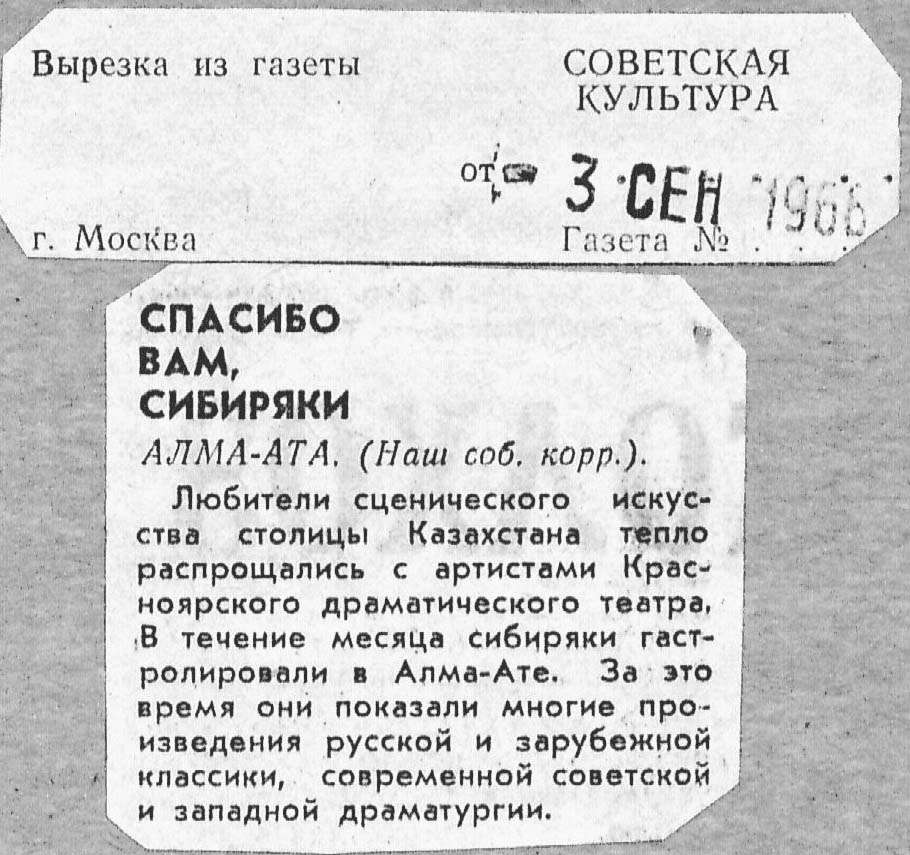 Вырезка из газеты
СОВЕТСКАЯ
КУЛЬТУРА
от 3 СЕН 1966
г. Москва
Газета № . . . .
СПАСИБО
ВАМ,
СИБИРЯКИ
АЛМА-АТА. (Наш соб. корр.).
Любители сценического искус-
ства столицы Казахстана тепло
распрощались с артистами Крас-
ноярского драматического театра.
В течение месяца сибиряки гаст-
ролировали в Алма-Ате. За это
время они показали многие про-
изведения русской и зарубежной
классики, современной советской
и западной драматургии.